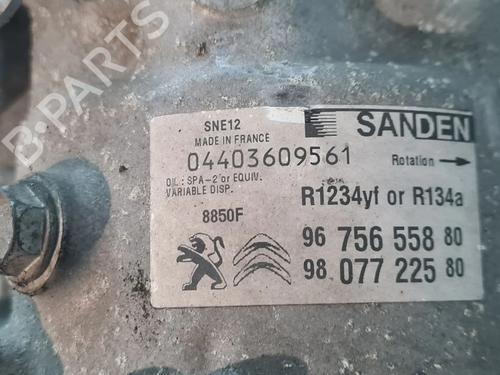 SNE12
MADE IN FRANCE
SANDEN
04403609561
Rotation
OIL : SPA-2 or EQUIV.
VARIABLE DISP.
R1234yf or R134a
8850F
96 756 558 80
98 077 225 80
B-PARTS